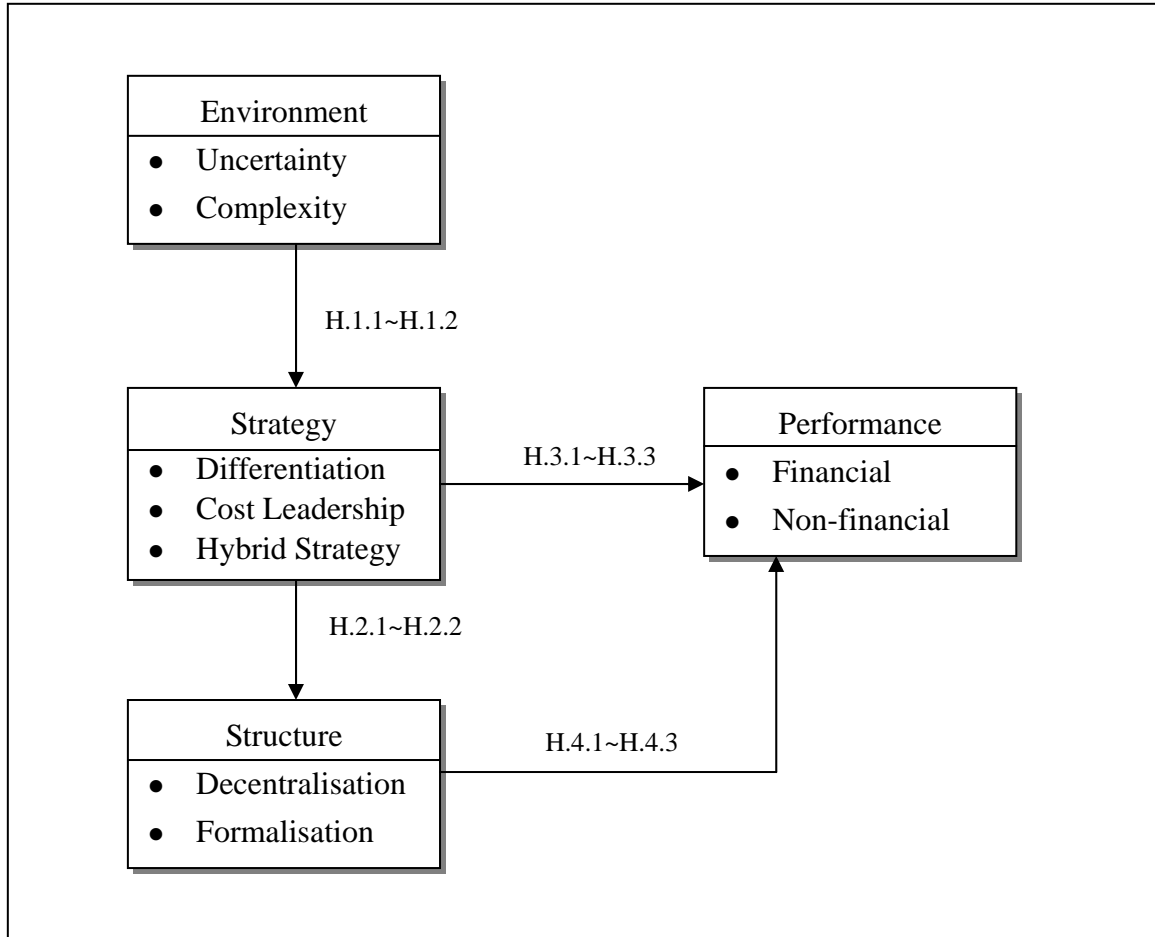 Environment
● Uncertainty
● Complexity
H.1.1~H.1.2
Strategy
● Differentiation
● Cost Leadership
● Hybrid Strategy
H.3.1~H.3.3
Performance
● Financial
● Non-financial
H.2.1~H.2.2
Structure
● Decentralisation
● Formalisation
H.4.1~H.4.3